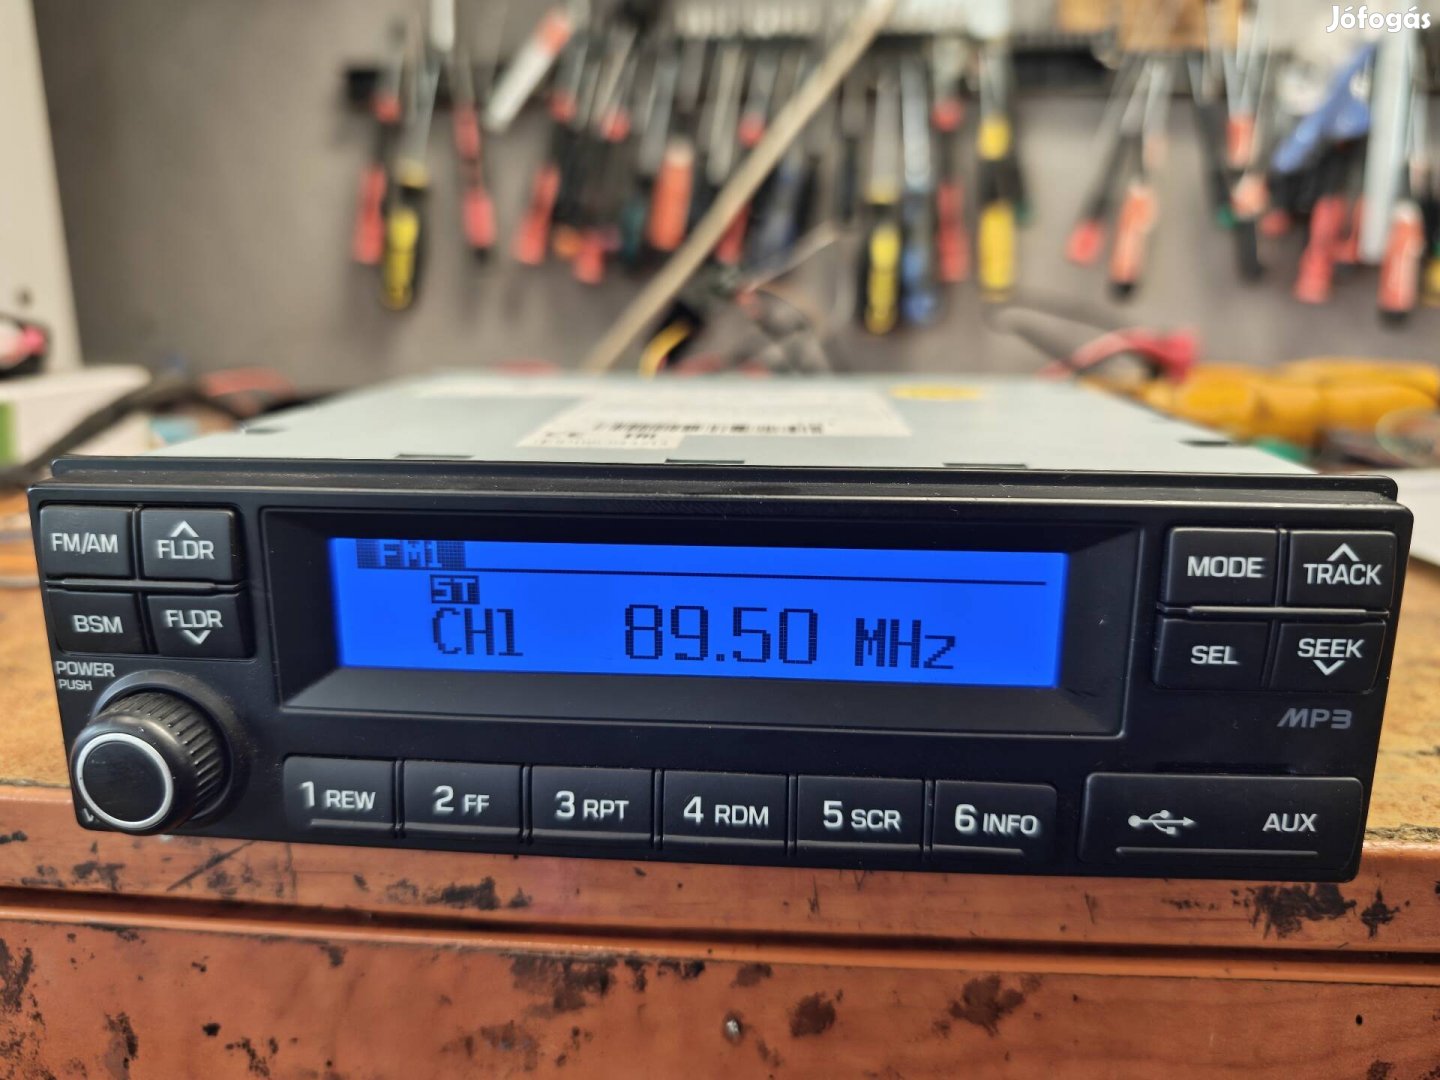 Jófogás
FM/AM
FLDR
BSM
FLDR
POWER
PUSH
FM1
ST
CH1 89.50 MHz
MODE
TRACK
SEL
SEEK
MP3
1 REW
2 FF
3 RPT
4 RDM
5 SCR
6 INFO
AUX